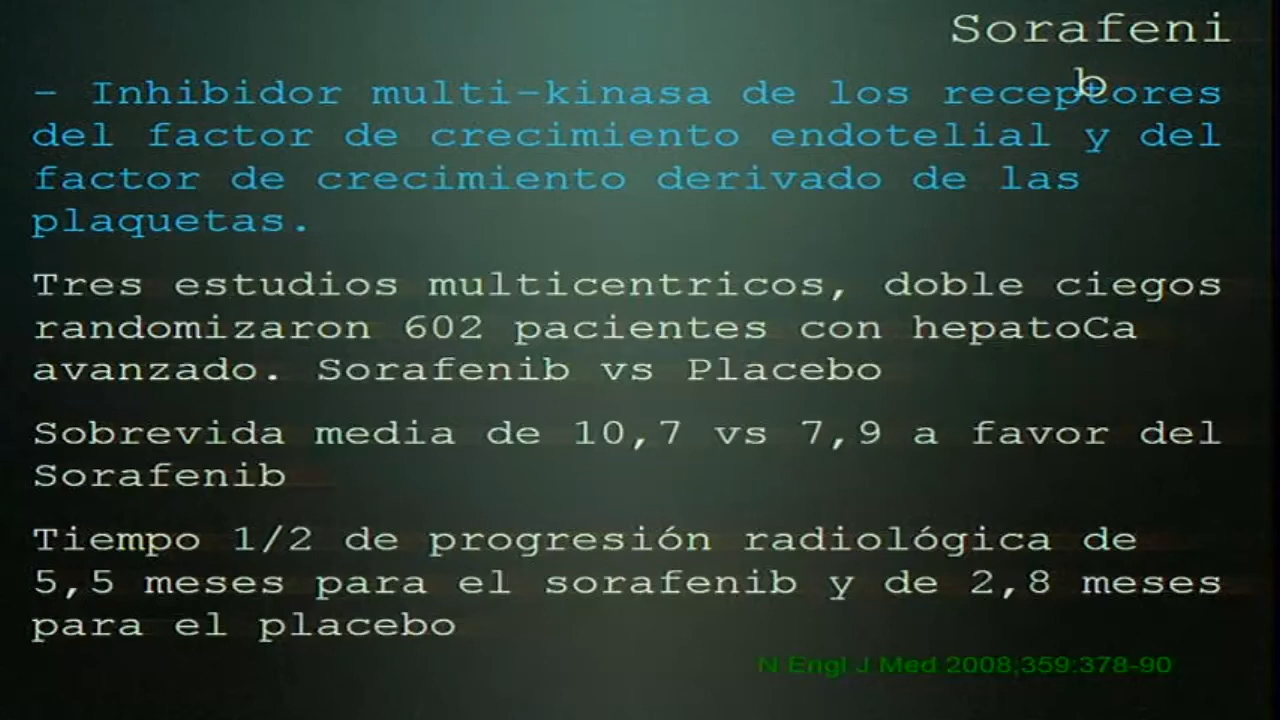 Sorafeni
b
- Inhibidor multi-kinasa de los receptores
del factor de crecimiento endotelial y del
factor de crecimiento derivado de las
plaquetas.
Tres estudios multicentricos, doble ciegos
randomizaron 602 pacientes con hepatoCa
avanzado. Sorafenib vs Placebo
Sobrevida media de 10,7 vs 7,9 a favor del
Sorafenib
Tiempo 1/2 de progresión radiológica de
5,5 meses para el sorafenib y de 2,8 meses
para el placebo
N Engl J Med 2008;359:378-90